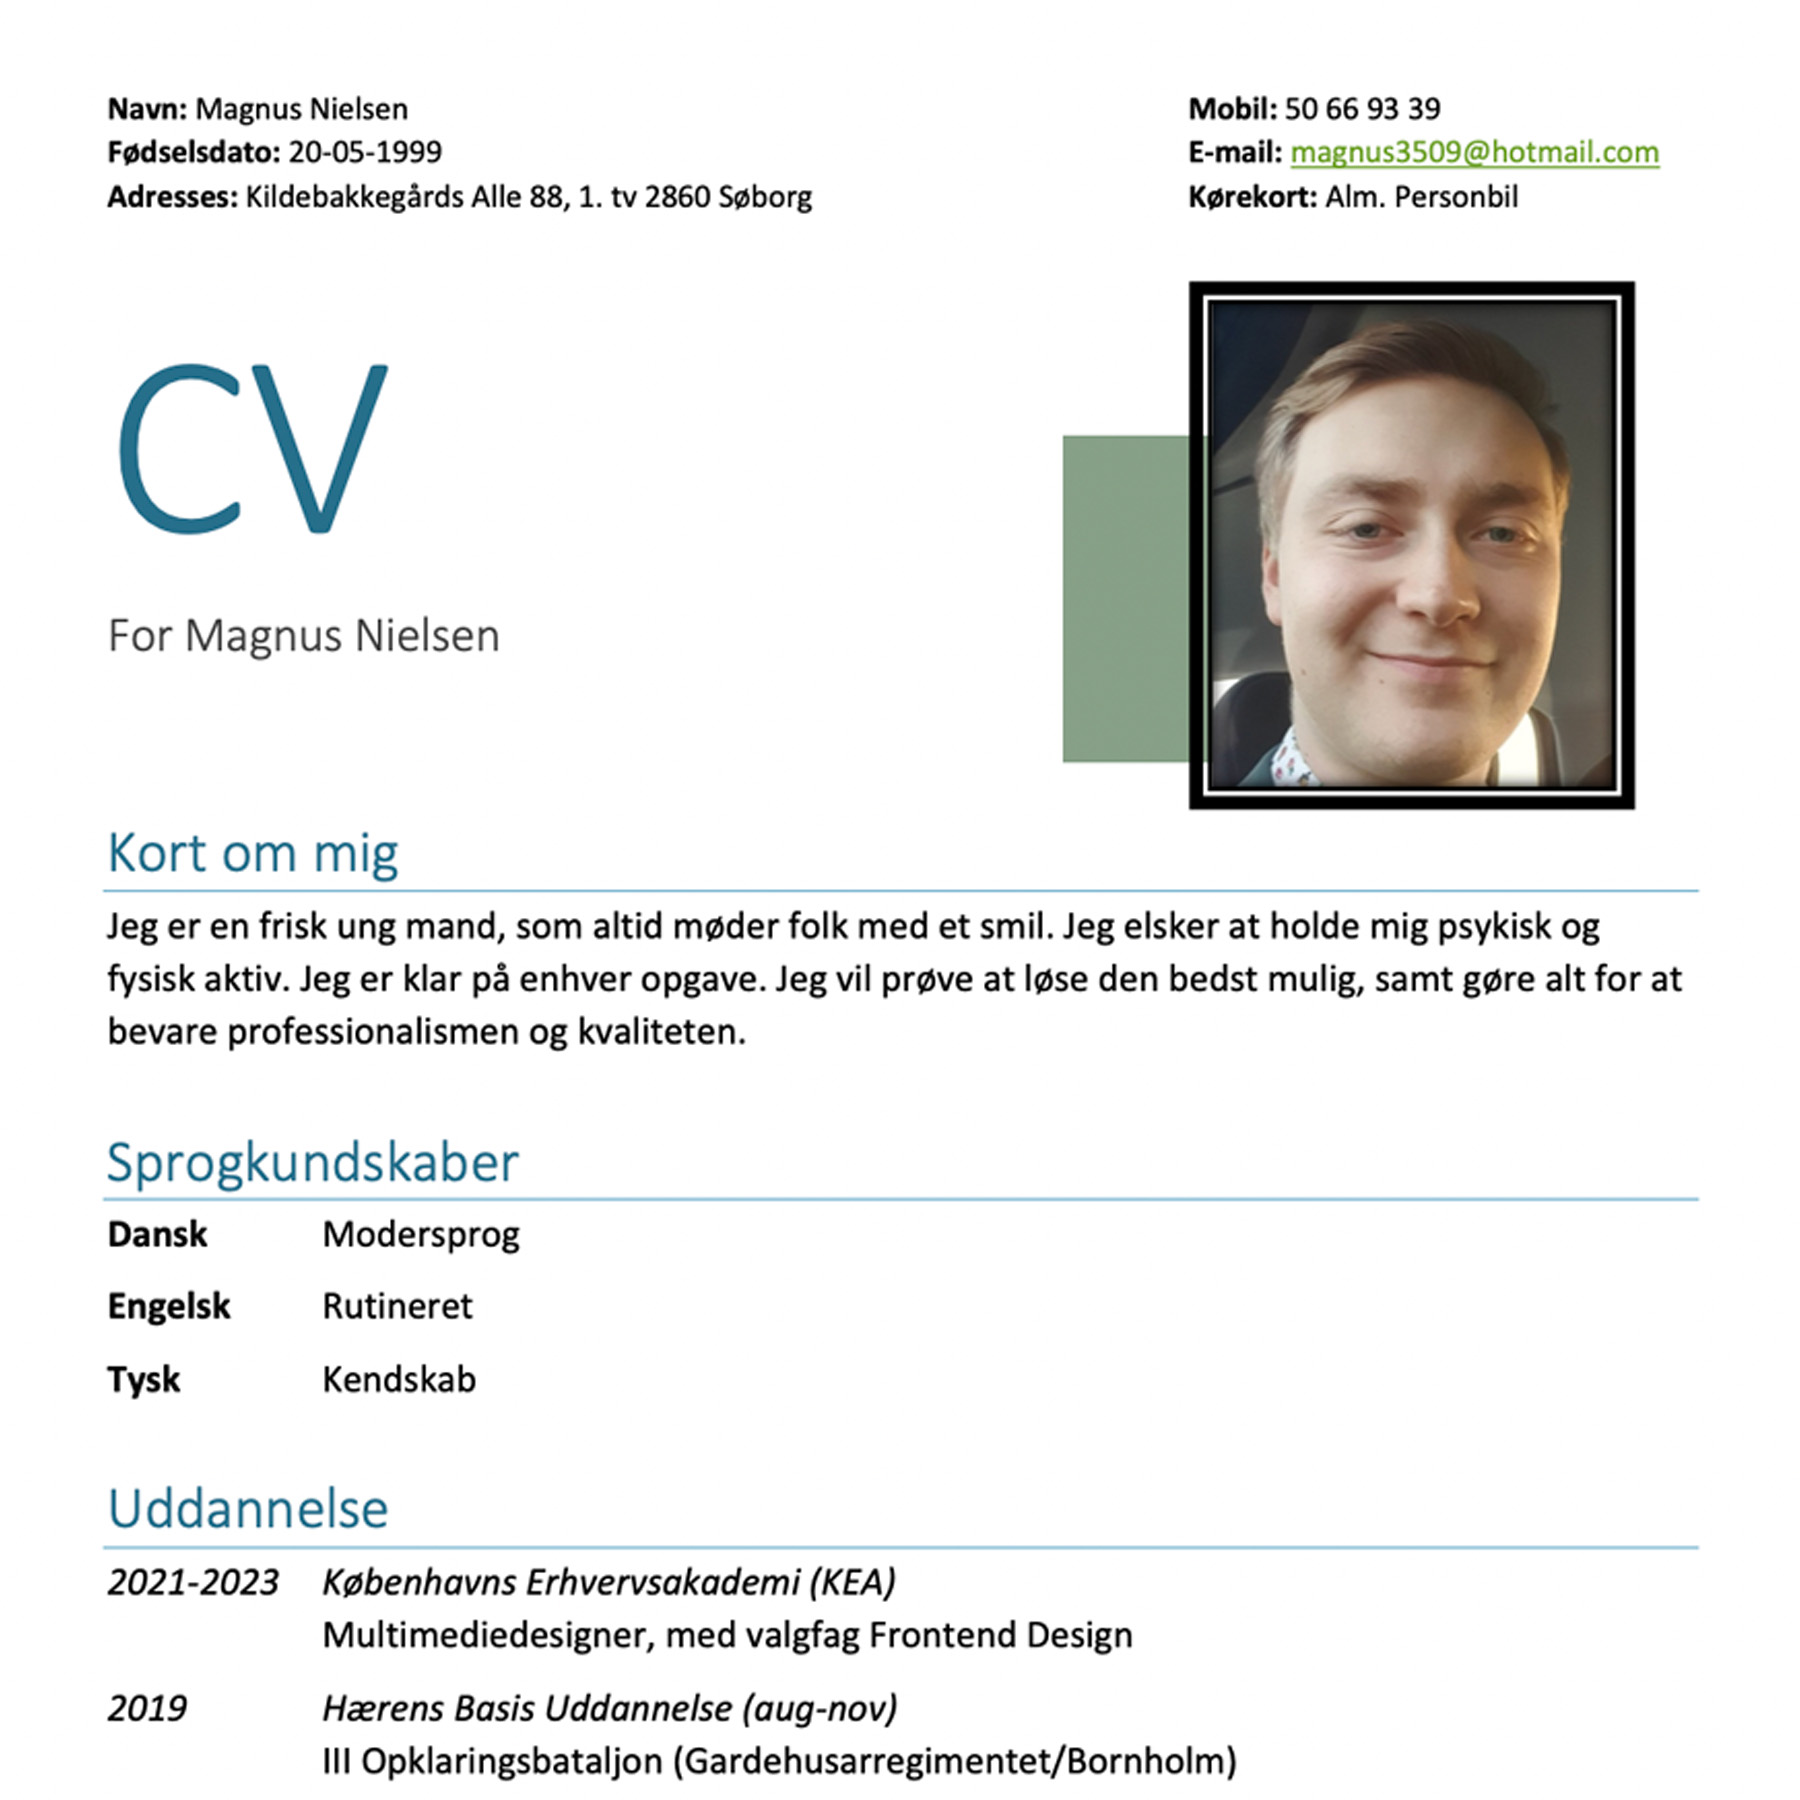 Navn: Magnus Nielsen
Fødselsdato: 20-05-1999
Adresses: Kildebakkegårds Alle 88, 1. tv 2860 Søborg
Mobil: 50 66 93 39
E-mail: magnus3509@hotmail.com
Kørekort: Alm. Personbil
CV
For Magnus Nielsen
Kort om mig
Jeg er en frisk ung mand, som altid møder folk med et smil. Jeg elsker at holde mig psykisk og
fysisk aktiv. Jeg er klar på enhver opgave. Jeg vil prøve at løse den bedst mulig, samt gøre alt for at
bevare professionalismen og kvaliteten.
Sprogkundskaber
Dansk Modersprog
Engelsk Rutineret
Tysk Kendskab
Uddannelse
2021-2023 Københavns Erhvervsakademi (KEA)
Multimediedesigner, med valgfag Frontend Design
2019 Hærens Basis Uddannelse (aug-nov)
III Opklaringsbataljon (Gardehusarregimentet/Bornholm)